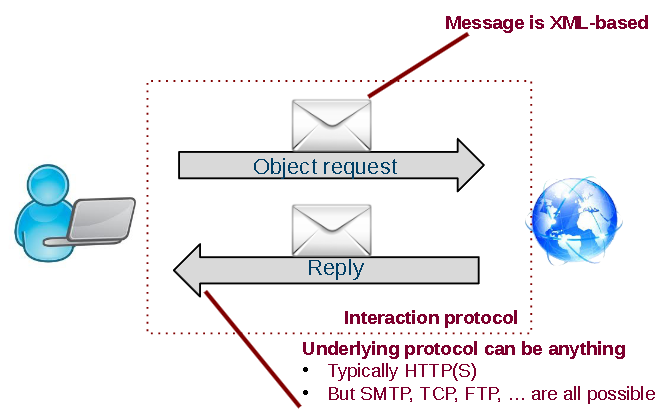 Message is XML-based
Object request
Reply
Interaction protocol
Underlying protocol can be anything
• Typically HTTP(S)
• But SMTP, TCP, FTP, … are all possible